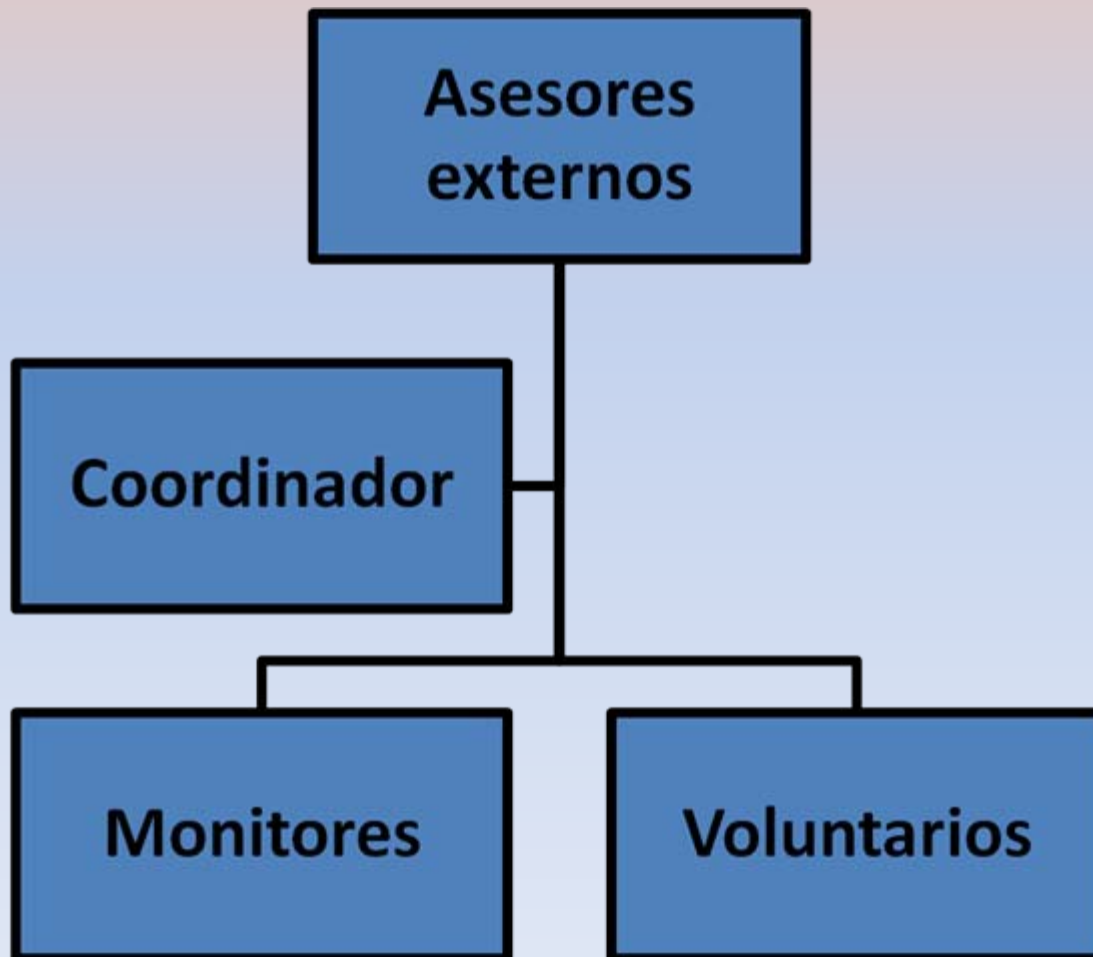 Asesores
externos
Coordinador
Monitores
Voluntarios